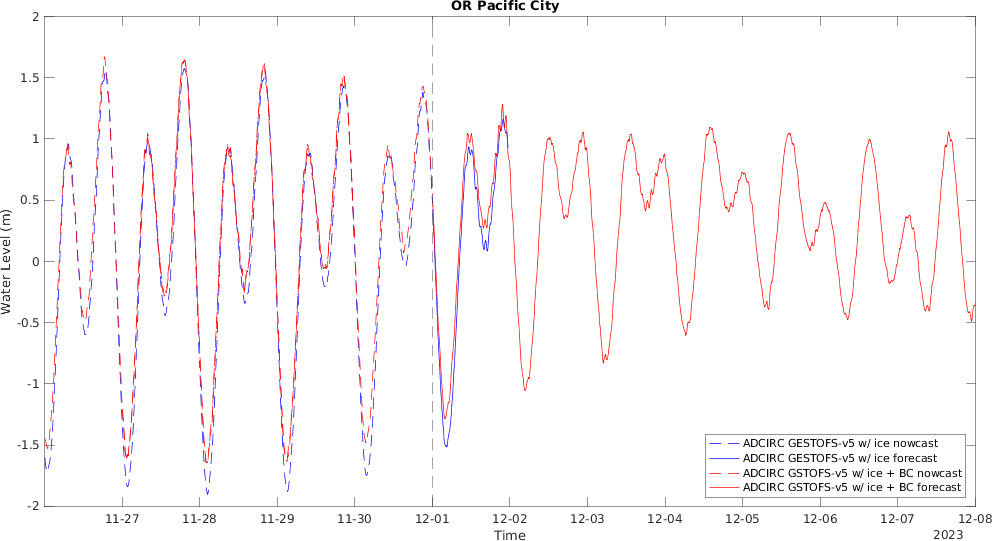 OR Pacific City
2
1.5
1
0.5
0
-0.5
-1
-1.5
-2
Water Level (m)
11-27 11-28 11-29 11-30 12-01 12-02 12-03 12-04 12-05 12-06 12-07 12-08
Time
2023
ADCIRC GESTOFS-v5 w/ ice nowcast
ADCIRC GESTOFS-v5 w/ ice forecast
ADCIRC GSTOFS-v5 w/ ice + BC nowcast
ADCIRC GSTOFS-v5 w/ ice + BC forecast